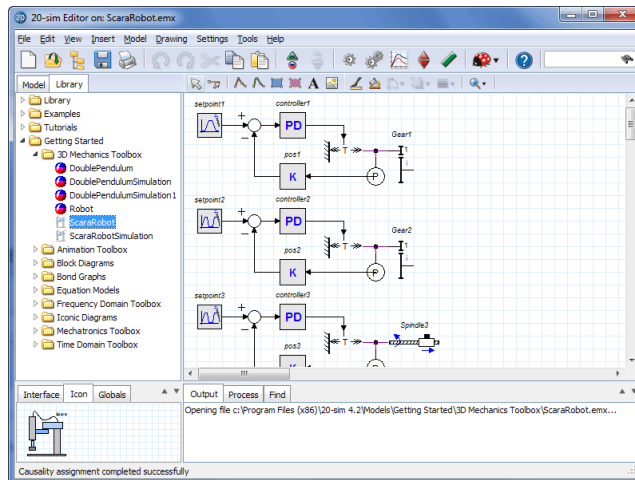 20-sim Editor on: ScaraRobot.emx
File Edit View Insert Model Drawing Settings Tools Help
Model Library
Library
Examples
Tutorials
Getting Started
3D Mechanics Toolbox
DoublePendulum
DoublePendulumSimulation
DoublePendulumSimulation1
Robot
ScaraRobot
ScaraRobotSimulation
Animation Toolbox
Block Diagrams
Bond Graphs
Equation Models
Frequency Domain Toolbox
Iconic Diagrams
Mechatronics Toolbox
Time Domain Toolbox
setpoint1 controller1
PD
Gear1
T
1
i
pos1
K
P
setpoint2 controller2
PD
Gear2
T
1
i
pos2
K
P
setpoint3 controller3
PD
Spindle3
T
pos3
K
P
Interface Icon Globals
Output Process Find
Opening file c:\Program Files (x86)\20-sim 4.2\Models\Getting Started\3D Mechanics Toolbox\ScaraRobot.emx...
Causality assignment completed successfully